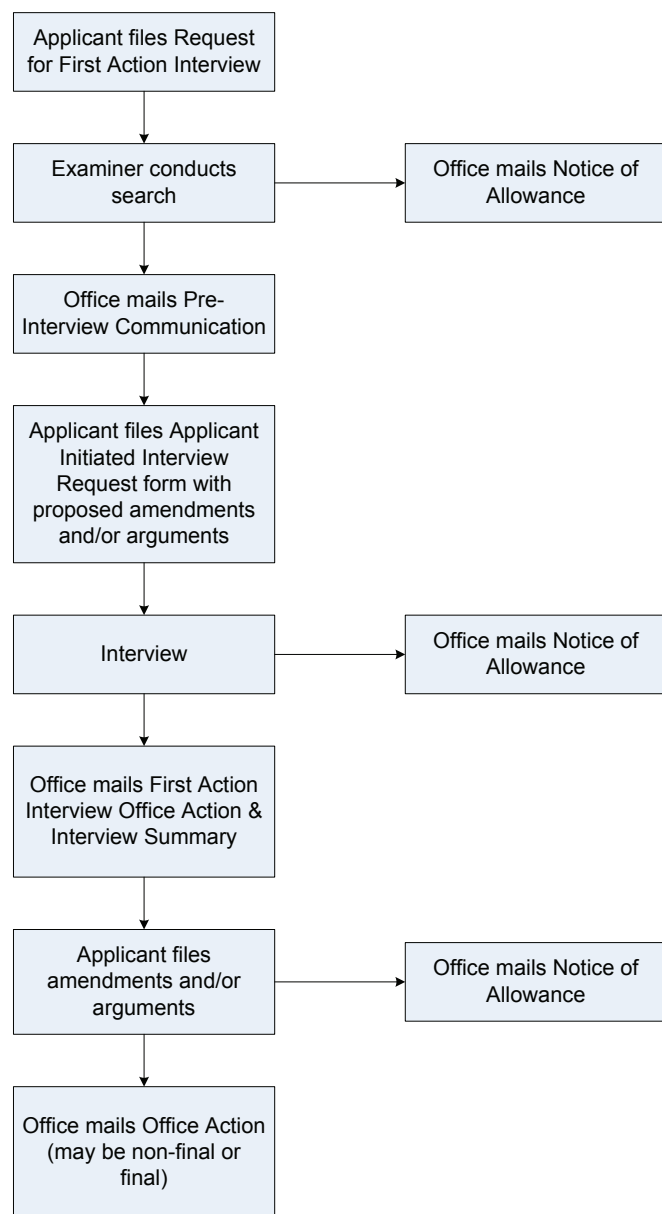 Applicant files Request
for First Action Interview
Examiner conducts
search
Office mails Notice of
Allowance
Office mails Pre-
Interview Communication
Applicant files Applicant
Initiated Interview
Request form with
proposed amendments
and/or arguments
Interview
Office mails Notice of
Allowance
Office mails First Action
Interview Office Action &
Interview Summary
Applicant files
amendments and/or
arguments
Office mails Notice of
Allowance
Office mails Office Action
(may be non-final or
final)